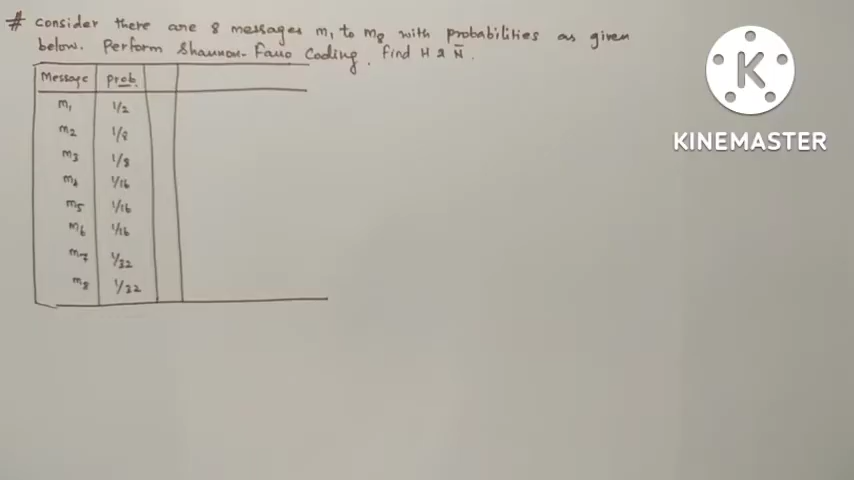 # Consider there are 8 messages m₁ to m₈ with probabilities as given
below. Perform Shannon-Fano Coding. Find H & N̄.
Message Prob.
m₁ 1/2
m₂ 1/8
m₃ 1/8
m₄ 1/16
m₅ 1/16
m₆ 1/16
m₇ 1/32
m₈ 1/32
K
KINEMASTER